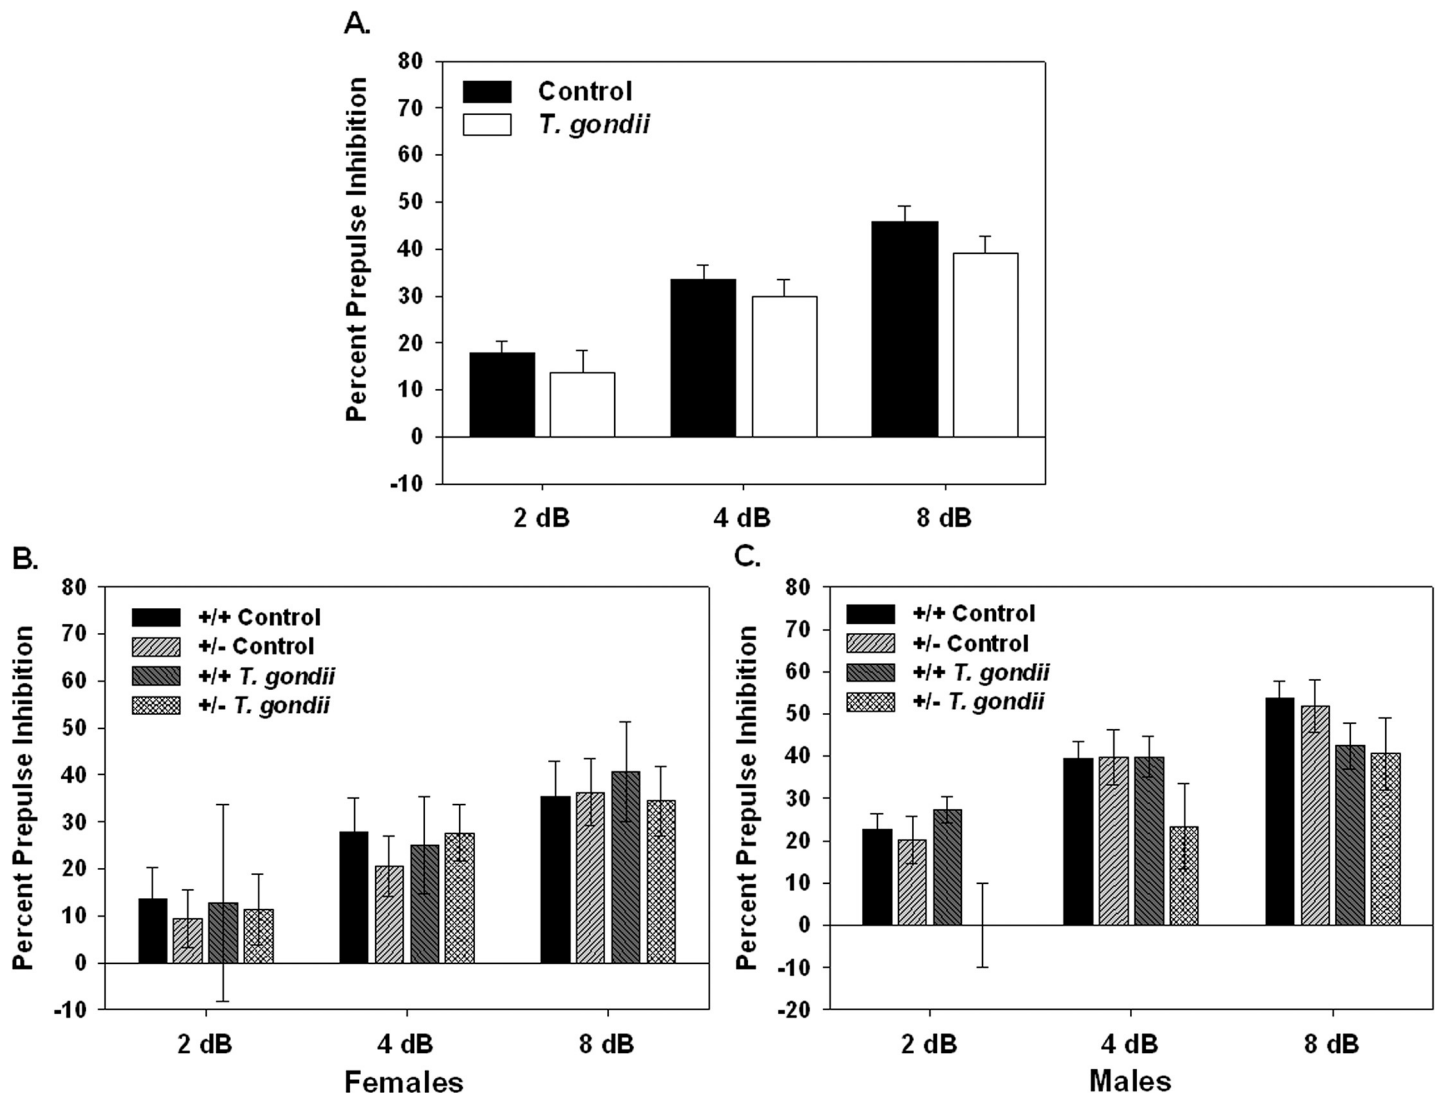 A.
Percent Prepulse Inhibition
80
70
60
50
40
30
20
10
0
-10
Control
T. gondii
2 dB 4 dB 8 dB
B.
Percent Prepulse Inhibition
80
70
60
50
40
30
20
10
0
-10
+/+ Control
+/- Control
+/+ T. gondii
+/- T. gondii
2 dB 4 dB 8 dB
Females
C.
Percent Prepulse Inhibition
80
70
60
50
40
30
20
10
0
-10
-20
+/+ Control
+/- Control
+/+ T. gondii
+/- T. gondii
2 dB 4 dB 8 dB
Males